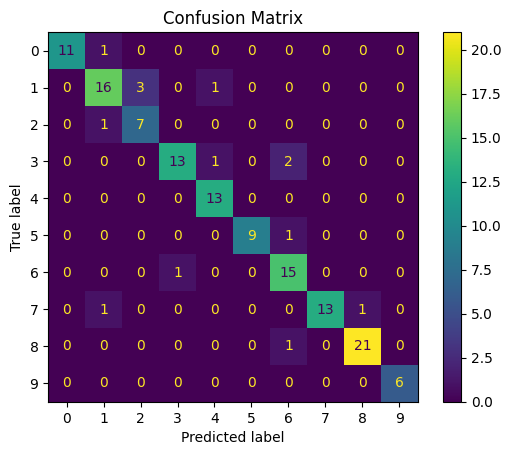 Confusion Matrix
0 11 1 0 0 0 0 0 0 0 0
1 0 16 3 0 1 0 0 0 0 0
2 0 1 7 0 0 0 0 0 0 0
3 0 0 0 13 1 0 2 0 0 0
4 0 0 0 0 13 0 0 0 0 0
5 0 0 0 0 0 9 1 0 0 0
6 0 0 0 1 0 0 15 0 0 0
7 0 1 0 0 0 0 0 13 1 0
8 0 0 0 0 0 0 1 0 21 0
9 0 0 0 0 0 0 0 0 0 6
0 1 2 3 4 5 6 7 8 9
Predicted label
True label
20.0
17.5
15.0
12.5
10.0
7.5
5.0
2.5
0.0